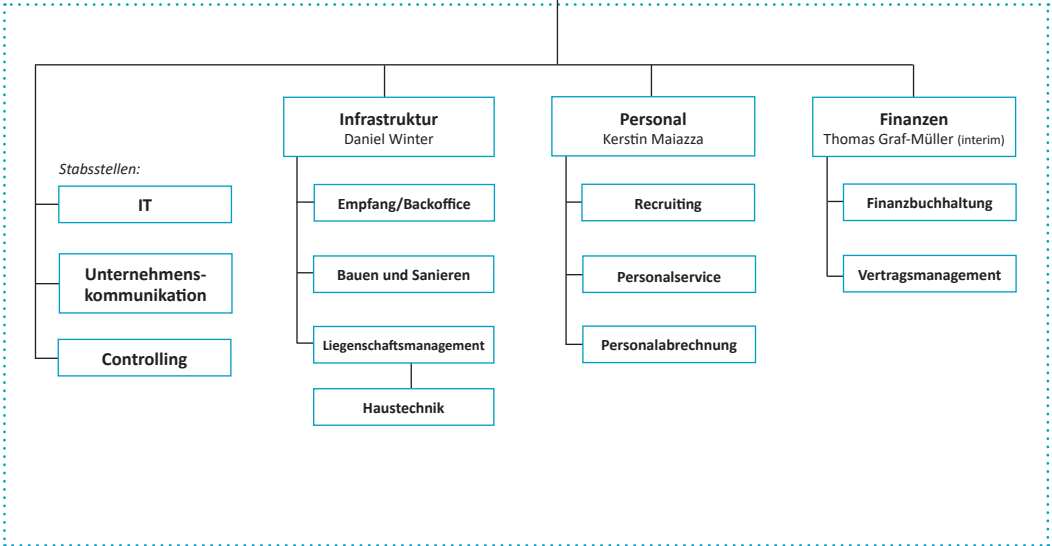 Stabsstellen:
IT
Unternehmens-
kommunikation
Controlling
Infrastruktur
Daniel Winter
Empfang/Backoffice
Bauen und Sanieren
Liegenschaftsmanagement
Haustechnik
Personal
Kerstin Maiazza
Recruiting
Personalservice
Personalabrechnung
Finanzen
Thomas Graf-Müller (interim)
Finanzbuchhaltung
Vertragsmanagement